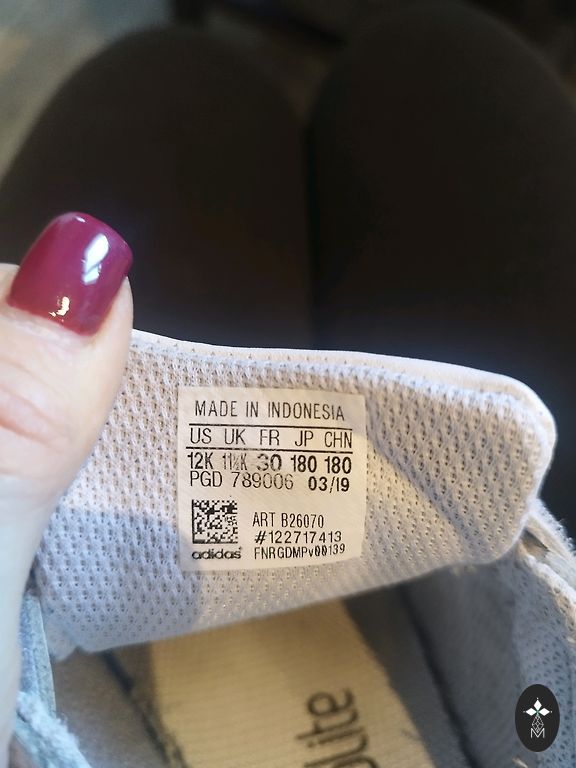 MADE IN INDONESIA
US UK FR JP CHN
12K 11½K 30 180 180
PGD 789006 03/19
ART B26070
#122717413
adidas FNRGDMPv00139
lite
M